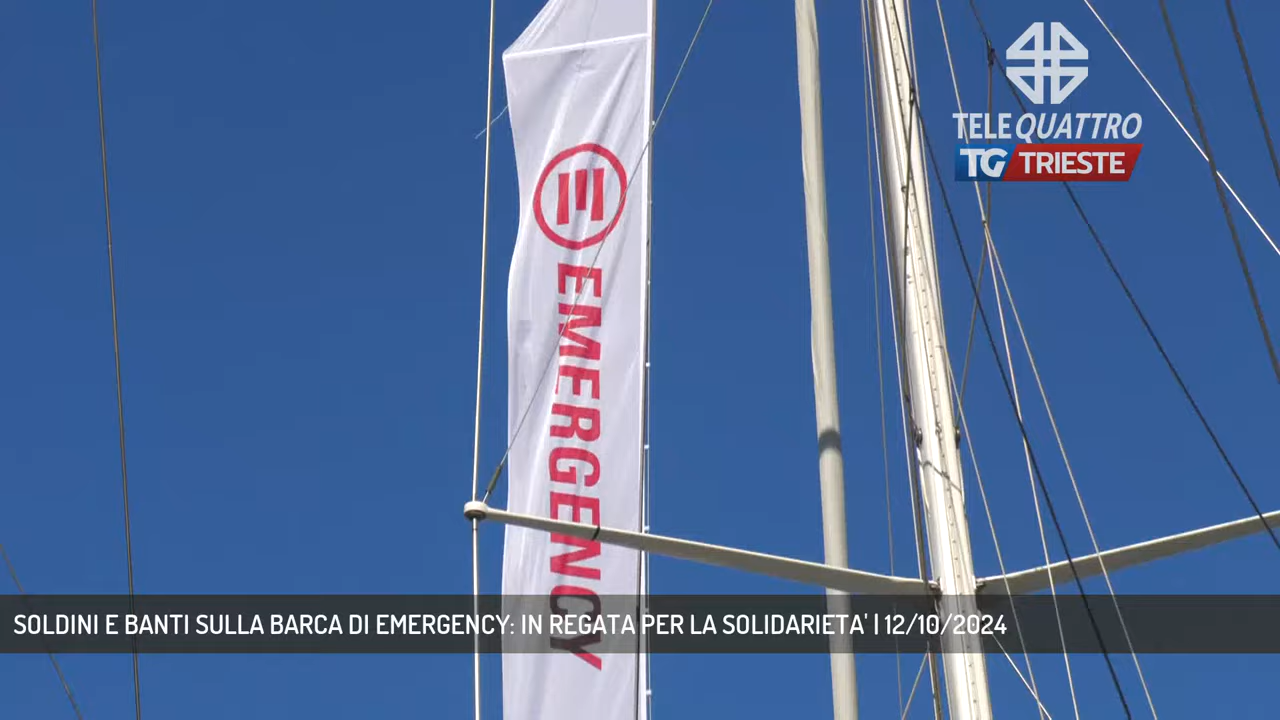 TELEQUATTRO
TG TRIESTE
E EMERGENCY
SOLDINI E BANTI SULLA BARCA DI EMERGENCY: IN REGATA PER LA SOLIDARIETA' | 12/10/2024